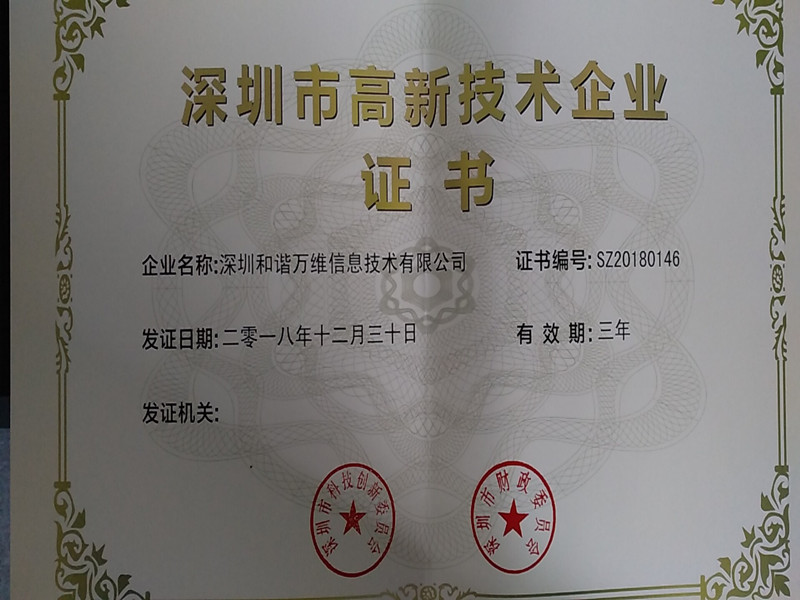 深圳市高新技术企业
证书
企业名称:深圳和谐万维信息技术有限公司 证书编号:SZ20180146
发证日期:二零一八年十二月三十日 有效期:三年
发证机关:
深圳市科技创新委员会
深圳市财政委员会